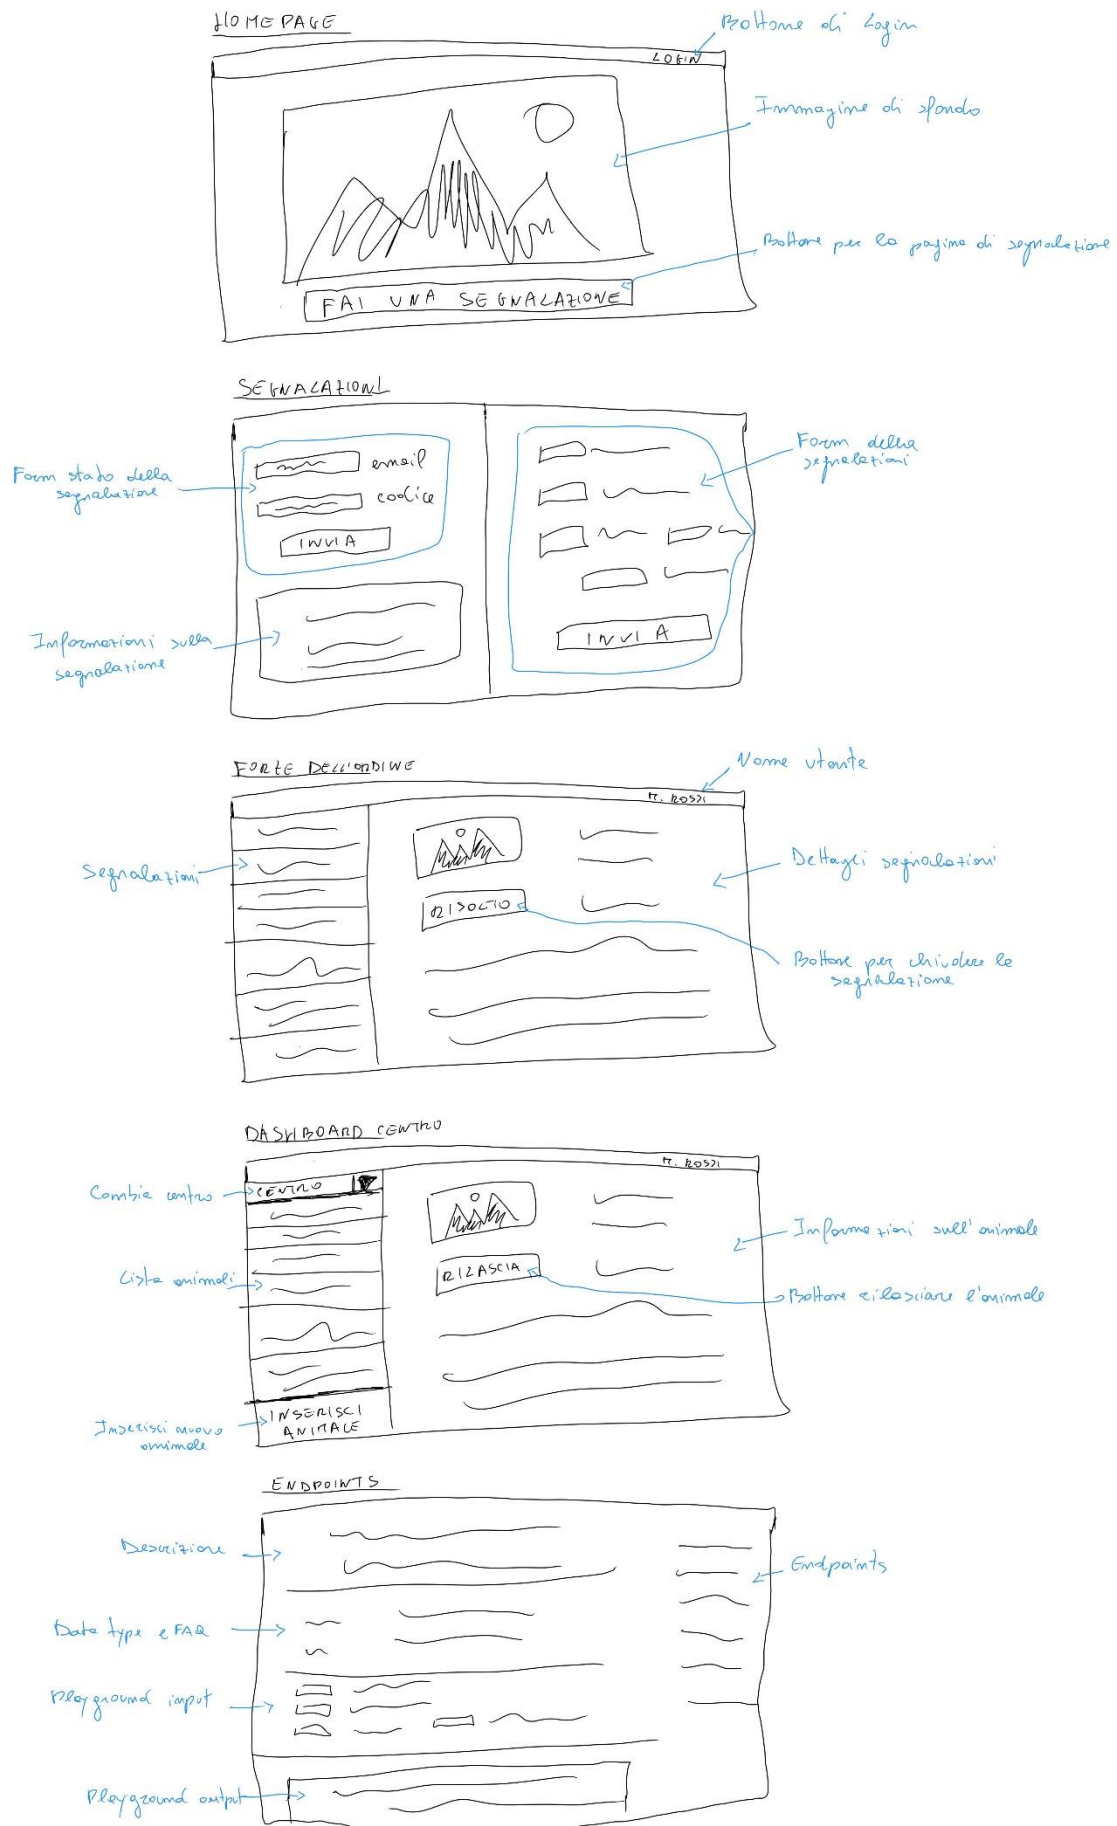 HOMEPAGE
Bottone di Login
LOGIN
Immagine di sfondo
Bottone per la pagina di segnalazione
FAI UNA SEGNALAZIONE
SEGNALAZIONI
Form stato della
segnalazione
email
codice
INVIA
Form della
segnalazioni
INVIA
Informazioni sulla
segnalazione
FORZE DELL'ORDINE
Nome utente
M. ROSSI
Segnalazioni
Dettagli segnalazioni
RISOLTO
Bottone per chiudere la
segnalazione
DASHBOARD CENTRO
M. ROSSI
Cambia centro
CENTRO
Informazioni sull'animale
Lista animali
RILASCIA
Bottone rilasciare l'animale
Inserisci nuovo
animale
INSERISCI
ANIMALE
ENDPOINTS
Descrizione
Endpoints
Data type e FAQ
Playground input
Playground output